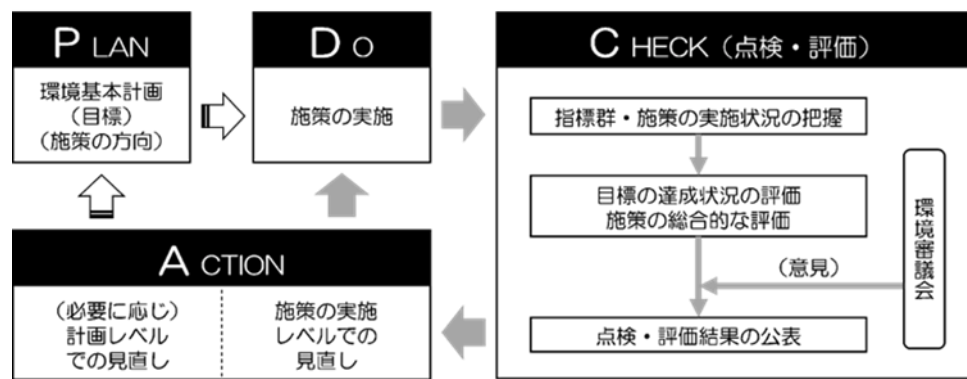 PLAN
環境基本計画
(目標)
(施策の方向)
DO
施策の実施
CHECK(点検・評価)
指標群・施策の実施状況の把握
目標の達成状況の評価
施策の総合的な評価
(意見)
環境審議会
点検・評価結果の公表
ACTION
(必要に応じ)
計画レベル
での見直し
施策の実施
レベルでの
見直し